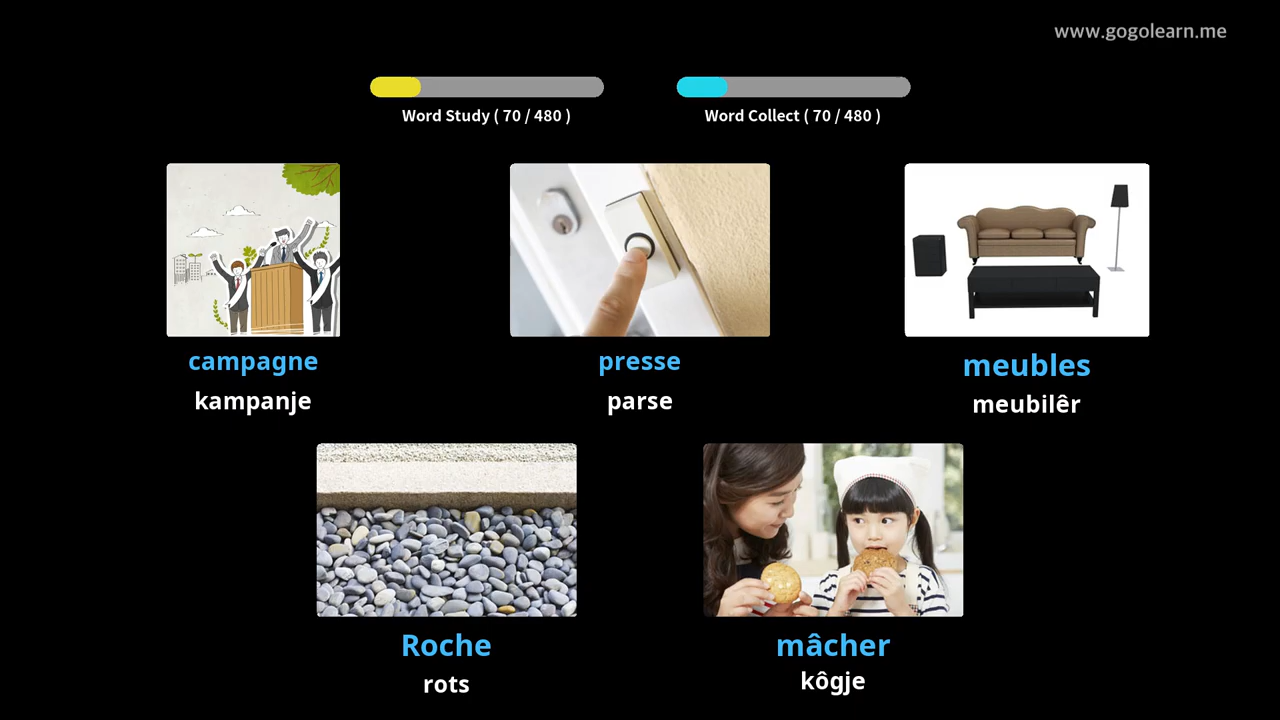 www.gogolearn.me
Word Study ( 70 / 480 )
Word Collect ( 70 / 480 )
campagne
kampanje
presse
parse
meubles
meubilêr
Roche
rots
mâcher
kôgje